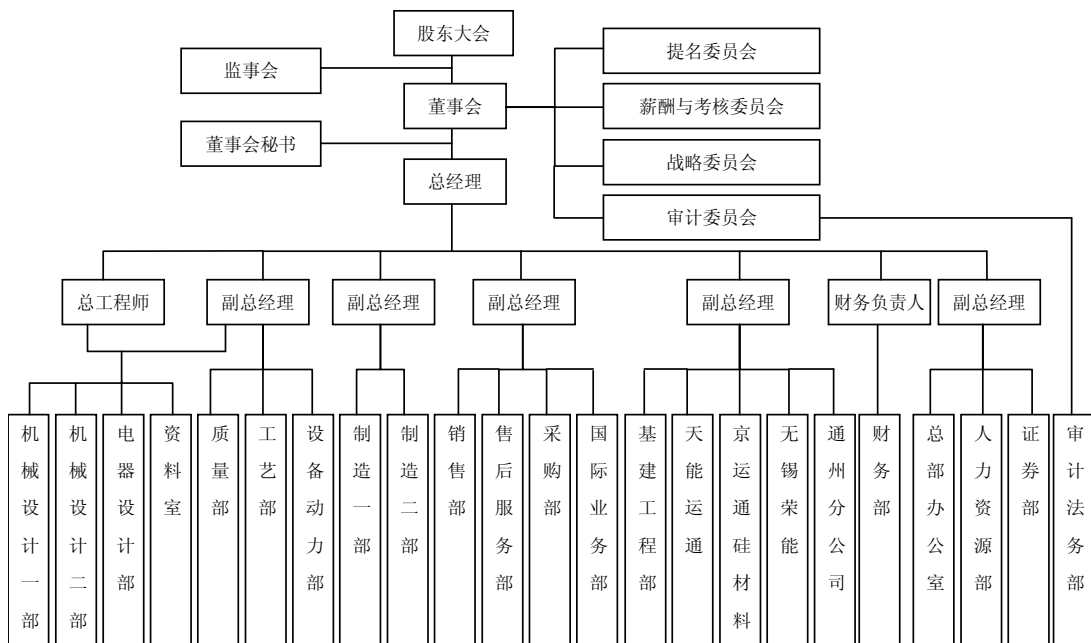 股东大会
提名委员会
监事会
董事会
薪酬与考核委员会
董事会秘书
战略委员会
总经理
审计委员会
总工程师
副总经理
副总经理
副总经理
副总经理
财务负责人
副总经理
机械设计一部
机械设计二部
电器设计部
资料室
质量部
工艺部
设备动力部
制造一部
制造二部
销售部
售后服务部
采购部
国际业务部
基建工程部
天能运通
京运通硅材料
无锡荣能
通州分公司
财务部
总部办公室
人力资源部
证券部
审计法务部